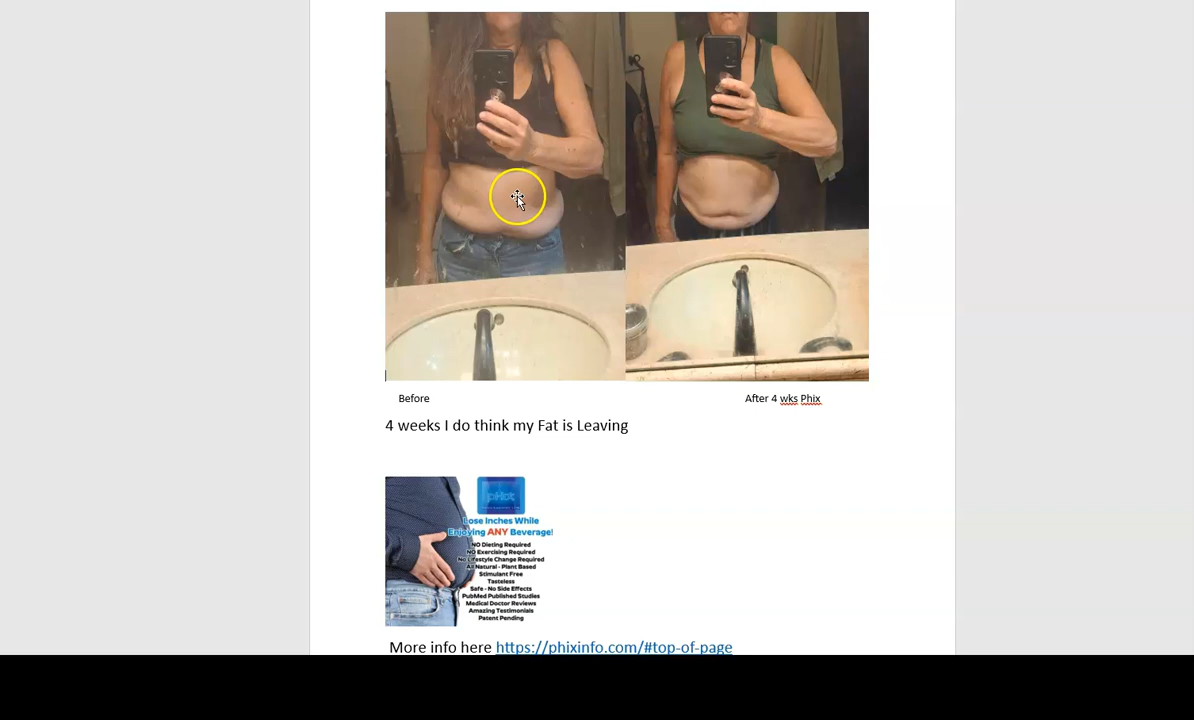 Before
After 4 wks Phix
4 weeks I do think my Fat is Leaving
pHot
Lose Inches While
Enjoying ANY Beverage!
NO Dieting Required
NO Exercising Required
No Lifestyle Change Required
All Natural - Plant Based
Stimulant Free
Tasteless
Safe - No Side Effects
PubMed Published Studies
Medical Doctor Reviews
Amazing Testimonials
Patent Pending
More info here https://phixinfo.com/#top-of-page